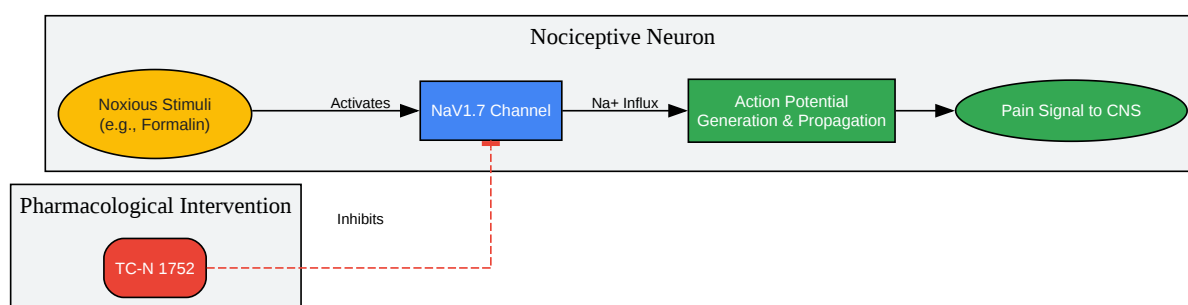 Nociceptive Neuron
Noxious Stimuli
(e.g., Formalin)
Activates
NaV1.7 Channel
Na+ Influx
Action Potential
Generation & Propagation
Pain Signal to CNS
Pharmacological Intervention
Inhibits
TC-N 1752